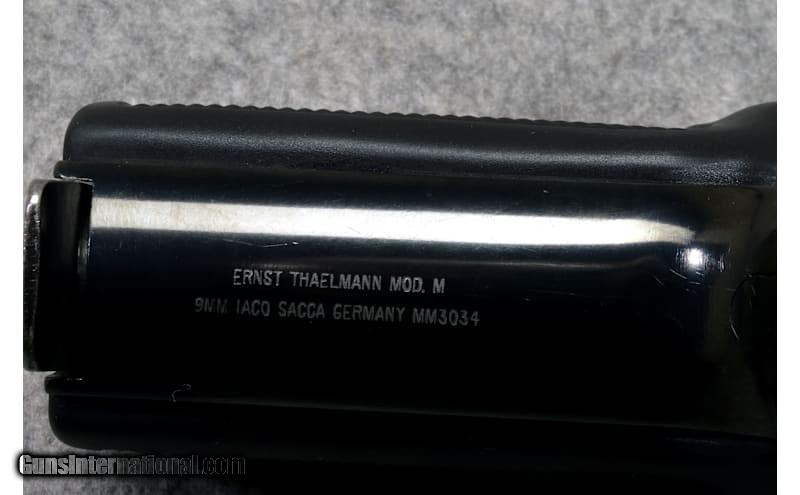 ERNST THAELMANN MOD. M
9MM IACO SACCA GERMANY MM3034
GunsInternational.com